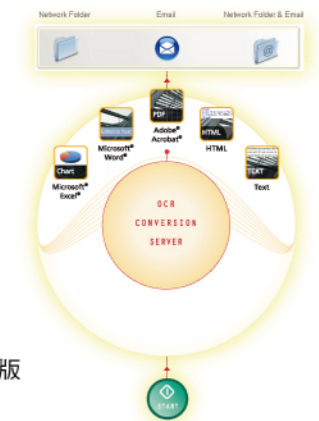 Network Folder
Email
Network Folder & Email
PDF
Adobe®
Acrobat®
Microsoft®
Word®
HTML
HTML
Chart
Microsoft®
Excel®
TEXT
Text
OCR
CONVERSION
SERVER
版
START